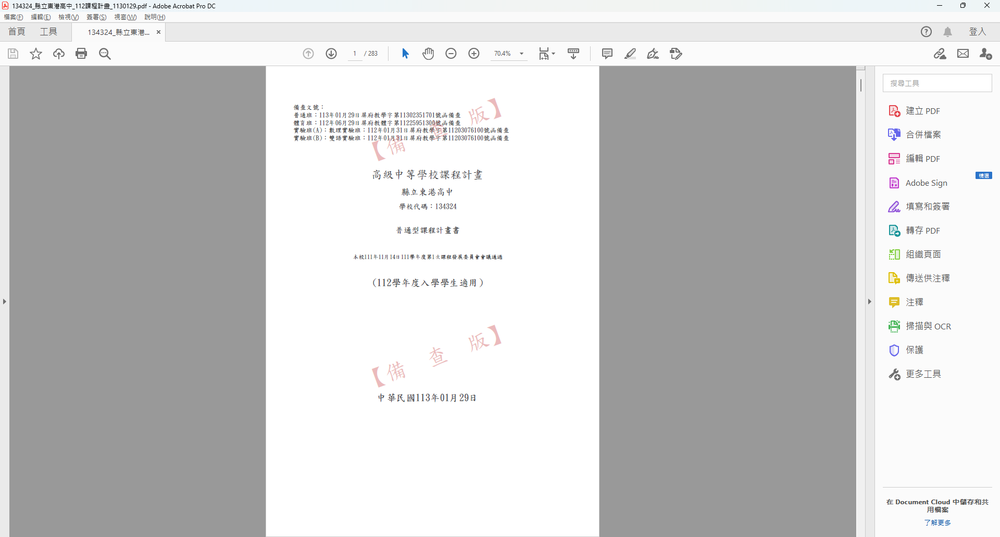 134324_縣立東港高中_112課程計畫_1130129.pdf - Adobe Acrobat Pro DC
檔案(F) 編輯(E) 檢視(V) 簽署(S) 視窗(W) 說明(H)
首頁 工具 134324_縣立東港... × 登入
1 / 283 70.4%
備查文號：
普通班：113年01月29日屏府教學字第11302351701號函備查
體育班：112年06月29日屏府教體字第11225951300號函備查
實驗班(A)：數理實驗班：112年01月31日屏府教學字第11203076100號函備查
實驗班(B)：雙語實驗班：112年01月31日屏府教學字第11203076100號函備查
【備查版】
高級中等學校課程計畫
縣立東港高中
學校代碼：134324
普通型課程計畫書
本校111年11月14日111學年度第1次課程發展委員會會議通過
(112學年度入學學生適用)
【備查版】
中華民國113年01月29日
搜尋工具
建立 PDF
合併檔案
編輯 PDF
精選
Adobe Sign
填寫和簽署
轉存 PDF
組織頁面
傳送供注釋
注釋
掃描與 OCR
保護
更多工具
在 Document Cloud 中儲存和共
用檔案
了解更多